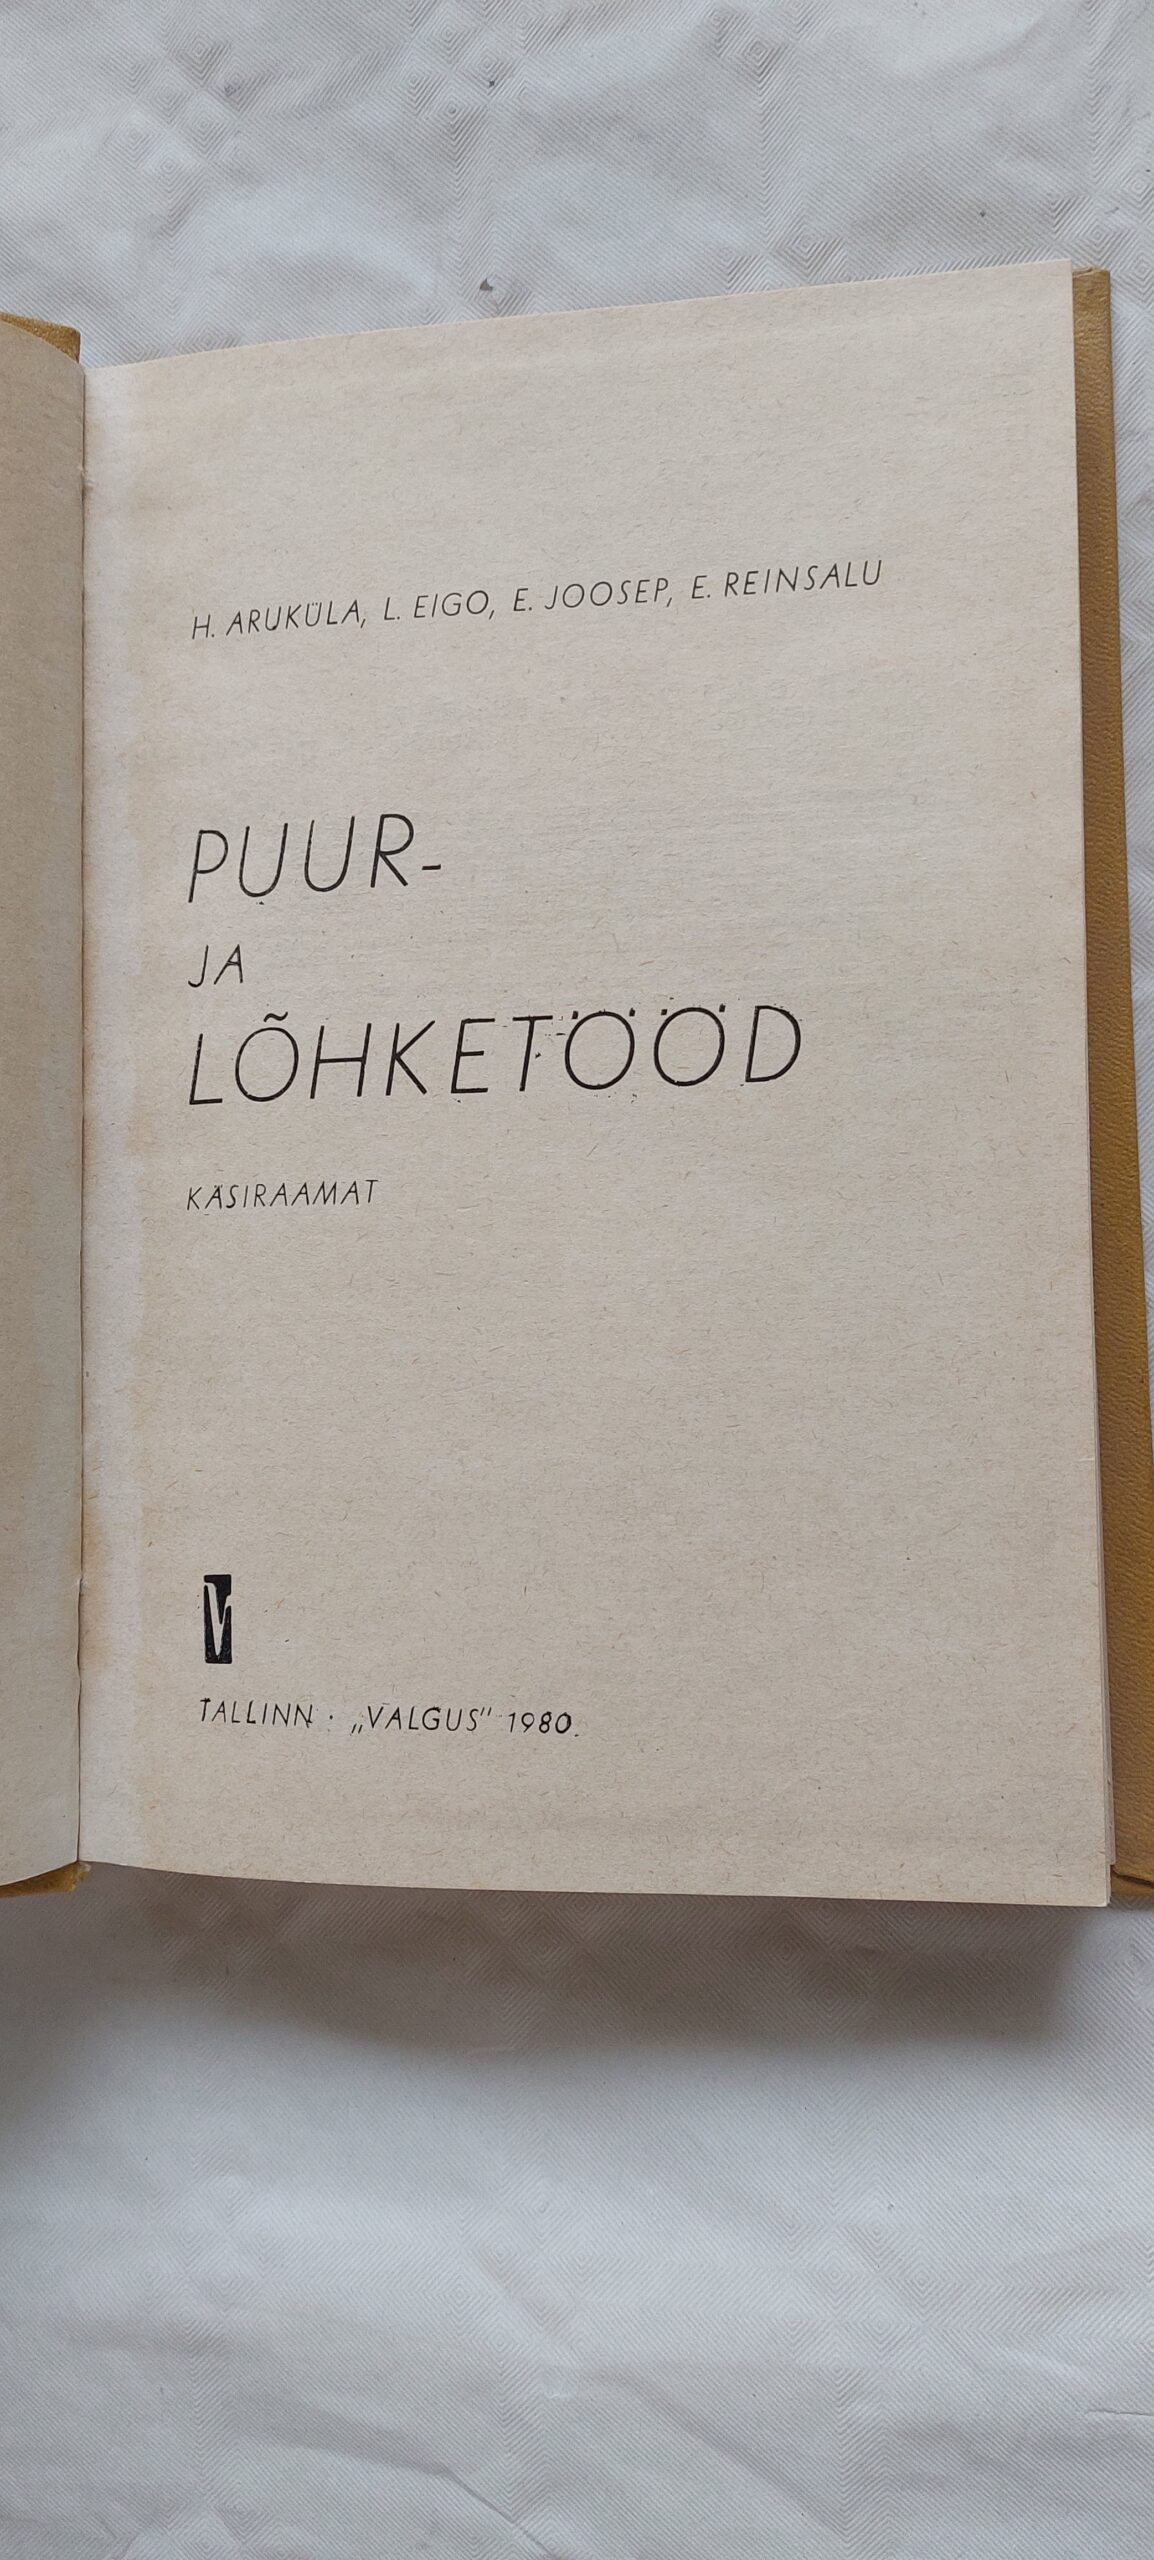 H. ARUKÜLA, L. EIGO, E. JOOSEP, E. REINSALU
PUUR-
JA
LÕHKETÖÖD
KÄSIRAAMAT
V
TALLINN · „VALGUS" 1980